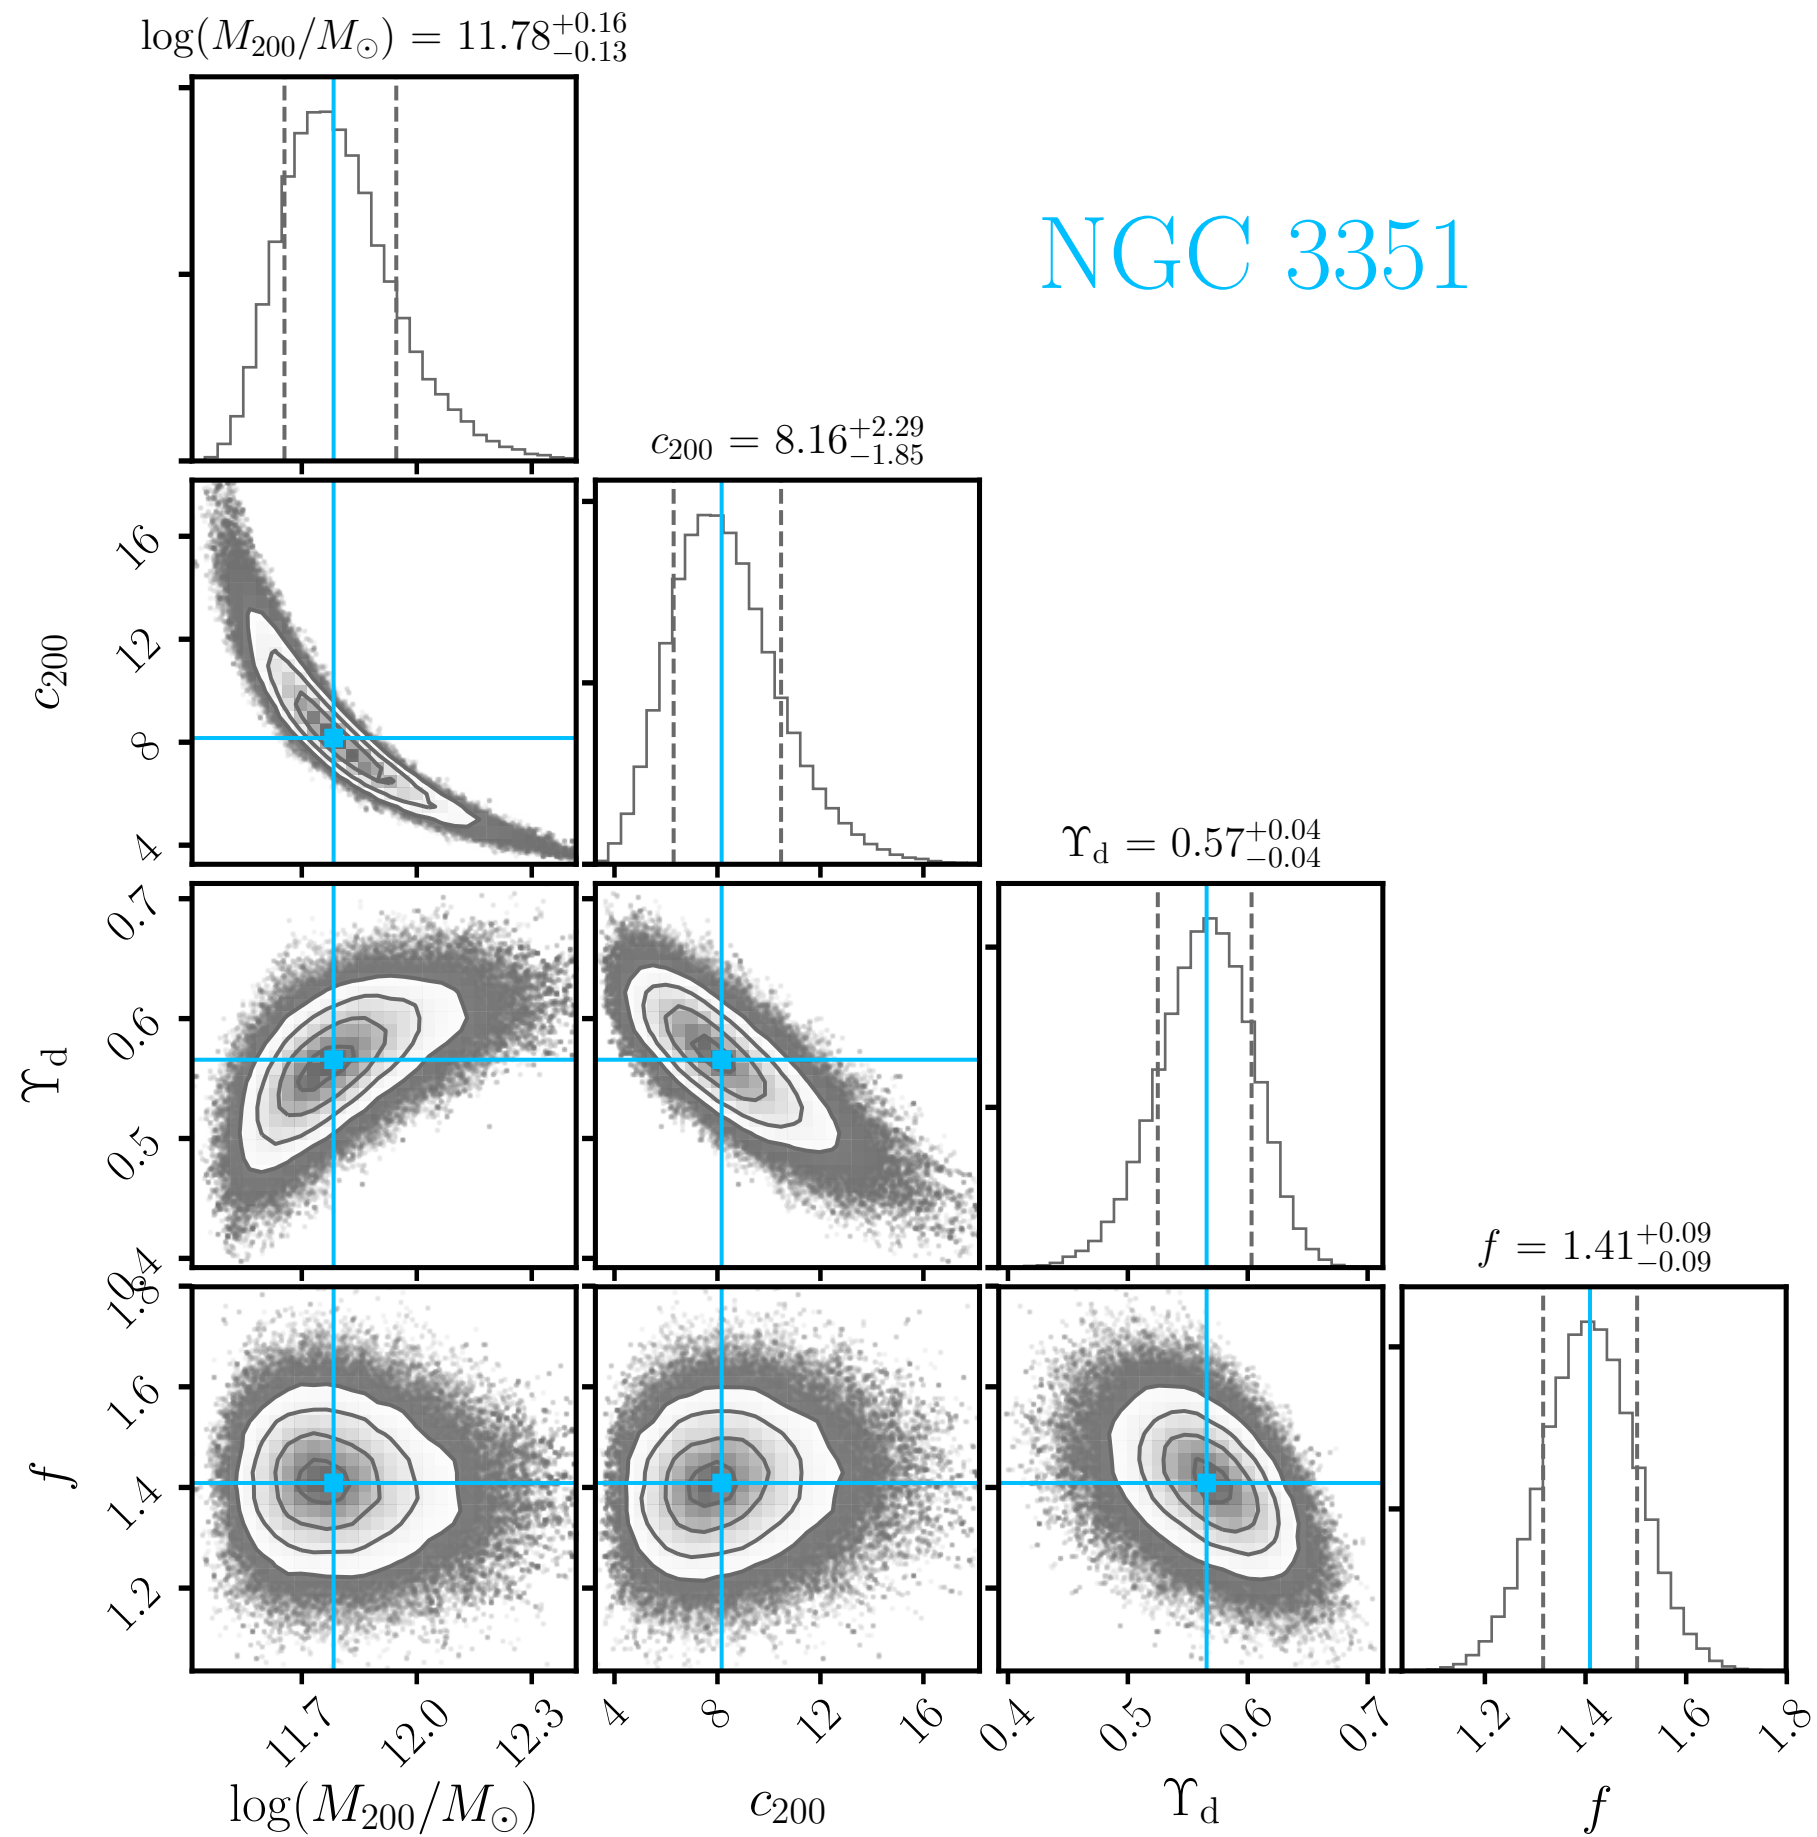 log(M₂₀₀/M☉) = 11.78 +0.16 −0.13
NGC 3351
c₂₀₀ = 8.16 +2.29 −1.85
16
12
8
4
c₂₀₀
ϒd = 0.57 +0.04 −0.04
0.7
0.6
0.5
0.4
ϒd
f = 1.41 +0.09 −0.09
1.8
1.6
1.4
1.2
f
11.7 12.0 12.3 4 8 12 16 0.4 0.5 0.6 0.7 1.2 1.4 1.6 1.8
log(M₂₀₀/M☉) c₂₀₀ ϒd f